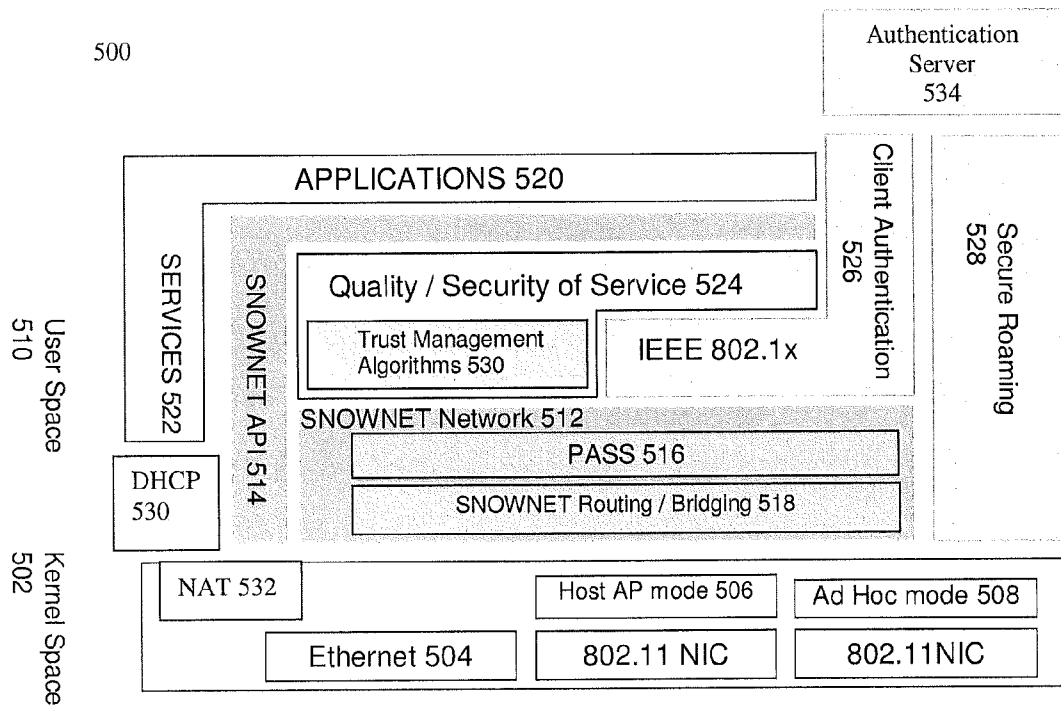 500
Authentication
Server
534
APPLICATIONS 520
Client Authentication
526
Secure Roaming
528
SERVICES 522
SNOWNET API 514
Quality / Security of Service 524
Trust Management
Algorithms 530
IEEE 802.1x
User Space
510
SNOWNET Network 512
PASS 516
SNOWNET Routing / Bridging 518
DHCP
530
Kernel Space
502
NAT 532
Host AP mode 506
Ad Hoc mode 508
Ethernet 504
802.11 NIC
802.11NIC